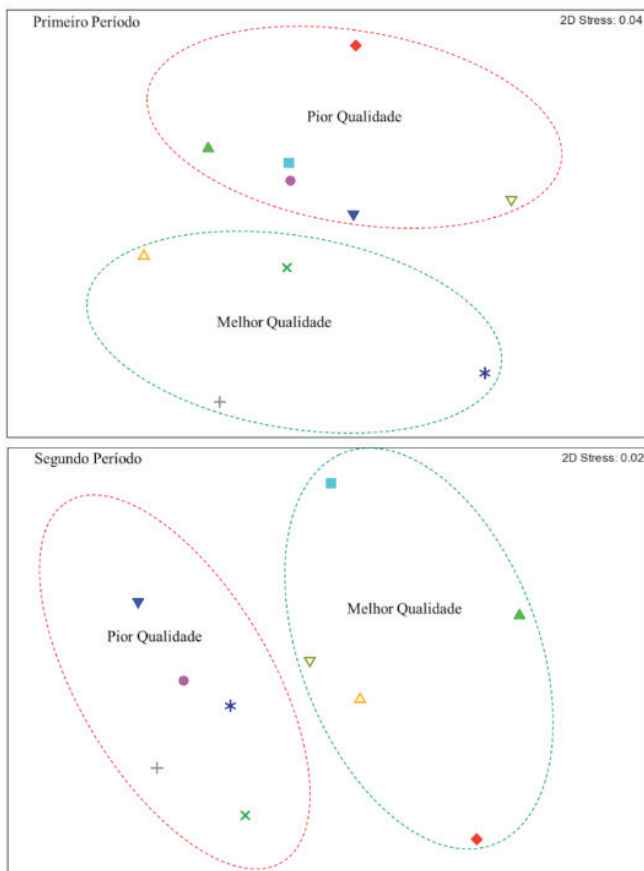 Primeiro Período
2D Stress: 0.04
Pior Qualidade
Melhor Qualidade
Segundo Período
2D Stress: 0.02
Melhor Qualidade
Pior Qualidade